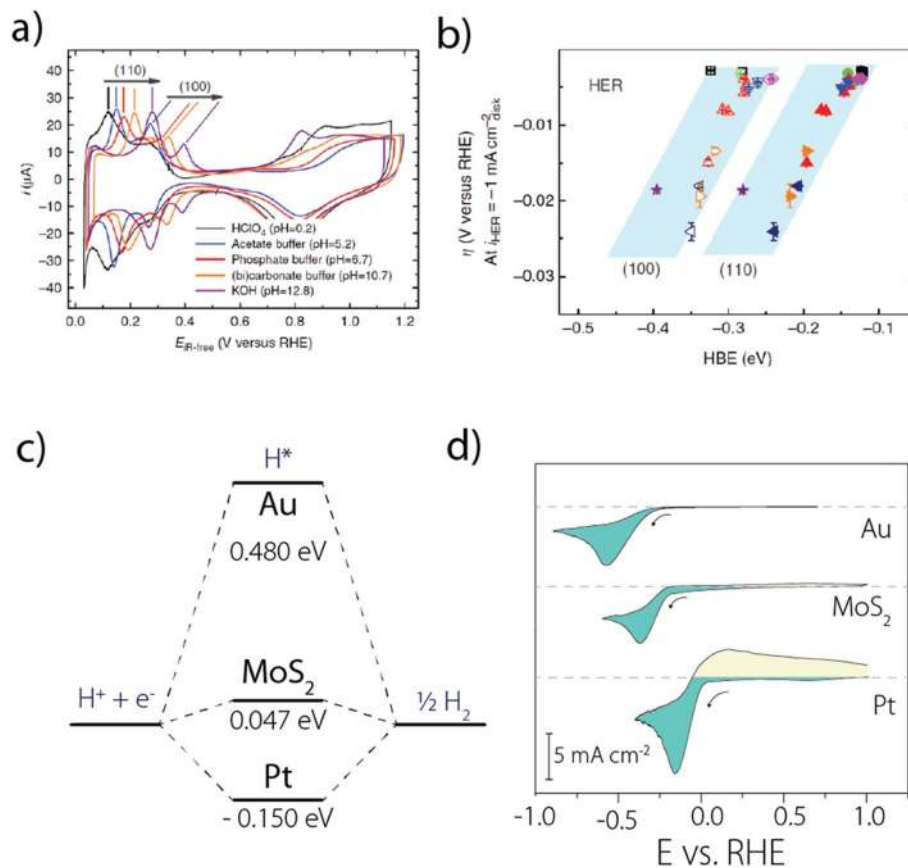 a)
40
30
20
10
0
−10
−20
−30
−40
i (μA)
(110)
(100)
HClO₄ (pH=0.2)
Acetate buffer (pH=5.2)
Phosphate buffer (pH=6.7)
(bi)carbonate buffer (pH=10.7)
KOH (pH=12.8)
0.0 0.2 0.4 0.6 0.8 1.0 1.2
E_iR-free (V versus RHE)
b)
HER
0.00
−0.01
−0.02
−0.03
η (V versus RHE)
At i_HER = −1 mA cm⁻²_disk
(100)
(110)
−0.5 −0.4 −0.3 −0.2 −0.1
HBE (eV)
c)
H*
Au
0.480 eV
MoS₂
H⁺ + e⁻
0.047 eV
½ H₂
Pt
- 0.150 eV
d)
Au
MoS₂
Pt
5 mA cm⁻²
-1.0 -0.5 0.0 0.5 1.0
E vs. RHE